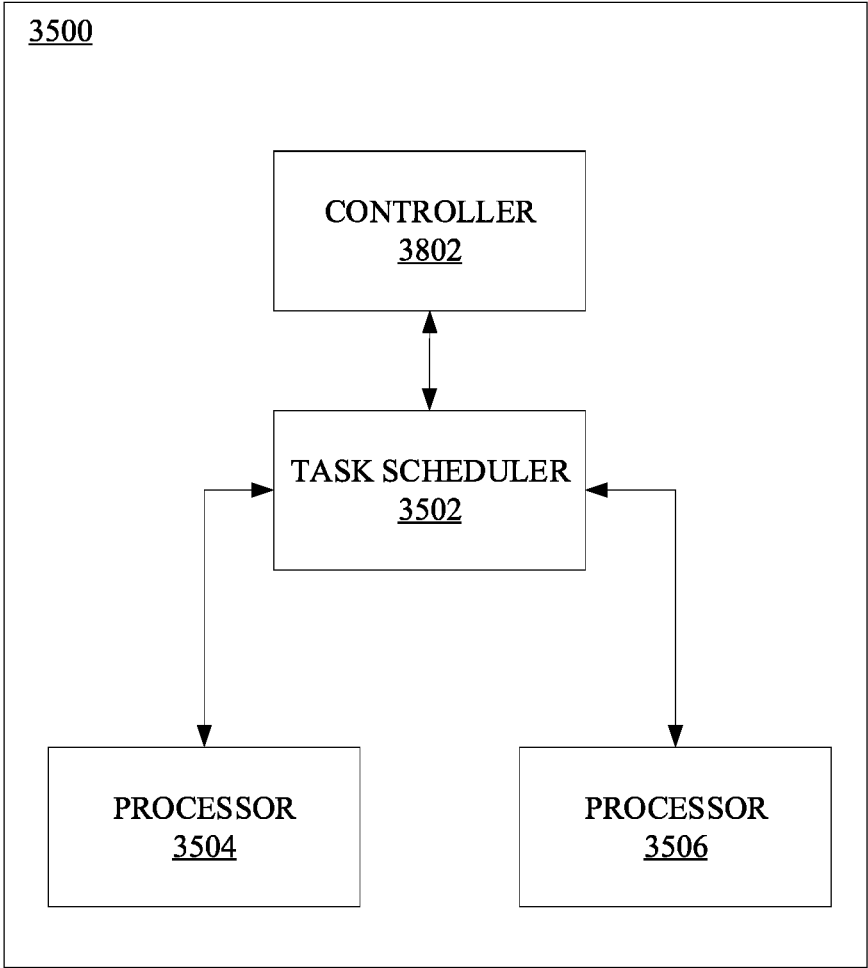 3500
CONTROLLER
3802
TASK SCHEDULER
3502
PROCESSOR
3504
PROCESSOR
3506